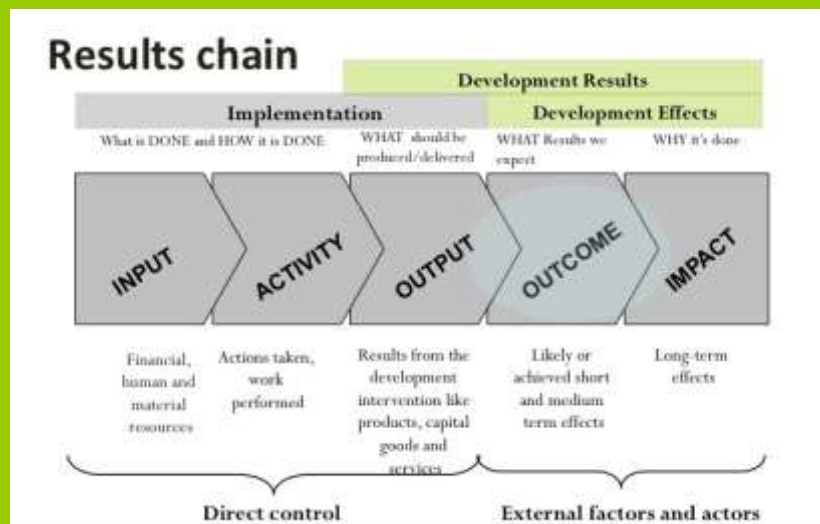 Results chain
Development Results
Implementation
Development Effects
What is DONE and HOW it is DONE
WHAT should be
produced/delivered
WHAT Results we
expect
WHY it's done
INPUT
ACTIVITY
OUTPUT
OUTCOME
IMPACT
Financial,
human and
material
resources
Actions taken,
work
performed
Results from the
development
intervention like
products, capital
goods and
services
Likely or
achieved short
and medium
term effects
Long-term
effects
Direct control
External factors and actors